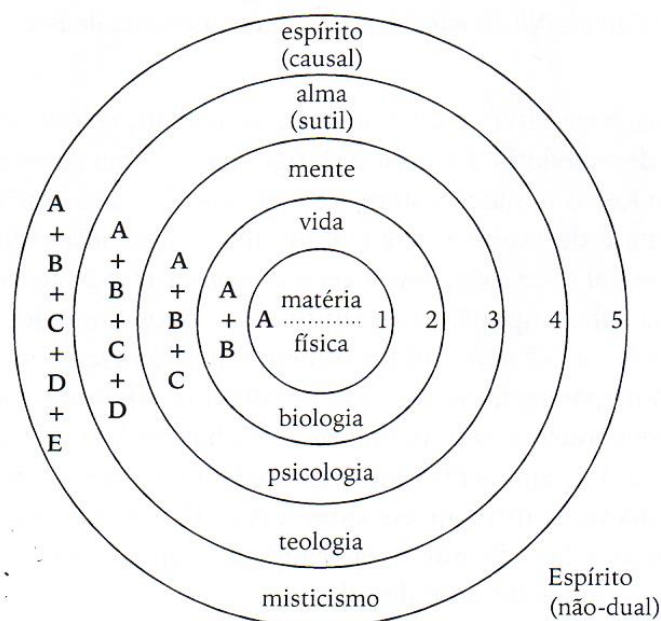 espírito
(causal)
alma
(sutil)
mente
vida
A
+
B
+
C
+
D
+
E
A
+
B
+
C
+
D
A
+
B
+
C
A
+
B
A
matéria
física
1
2
3
4
5
biologia
psicologia
teologia
misticismo
Espírito
(não-dual)